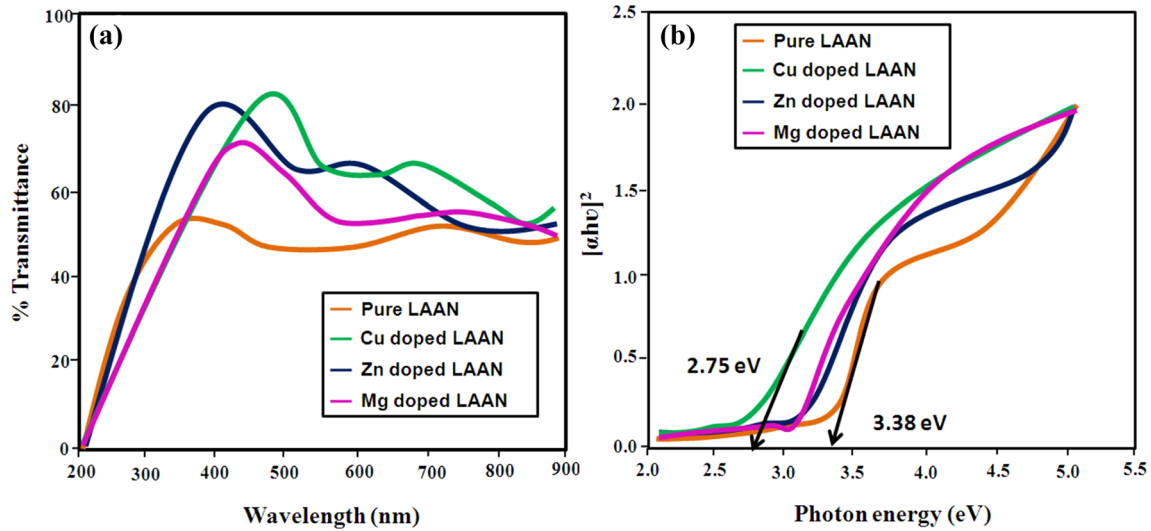 (a)
% Transmittance
100
80
60
40
20
0
200 300 400 500 600 700 800 900
Wavelength (nm)
Pure LAAN
Cu doped LAAN
Zn doped LAAN
Mg doped LAAN
(b)
[αhυ]²
2.5
2.0
1.5
1.0
0.5
0.0
2.0 2.5 3.0 3.5 4.0 4.5 5.0 5.5
Photon energy (eV)
Pure LAAN
Cu doped LAAN
Zn doped LAAN
Mg doped LAAN
2.75 eV
3.38 eV